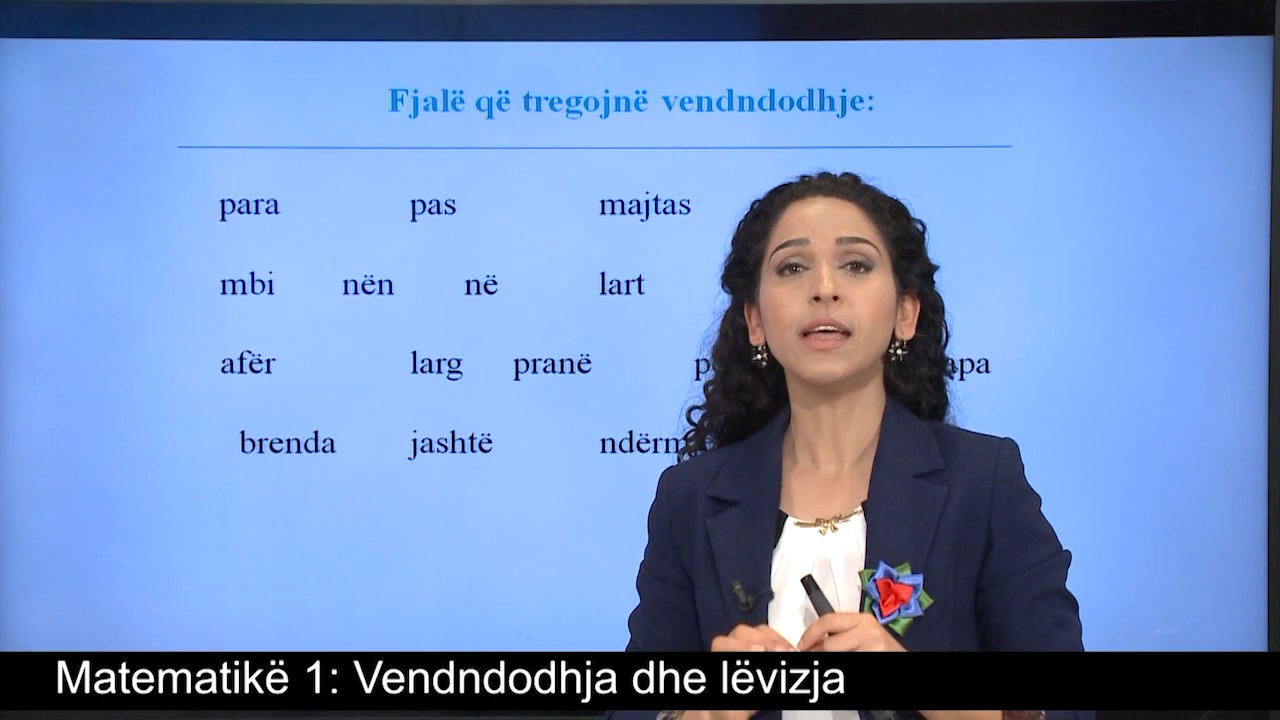 Fjalë që tregojnë vendndodhje:
para pas majtas
mbi nën në lart
afër larg pranë
brenda jashtë
Matematikë 1: Vendndodhja dhe lëvizja